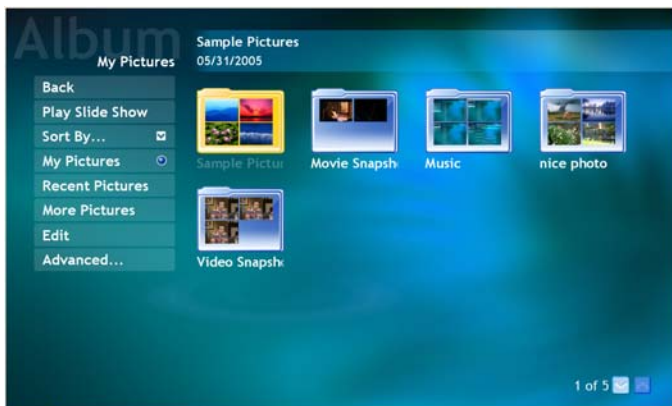 Album
My Pictures
Sample Pictures
05/31/2005
Back
Play Slide Show
Sort By...
My Pictures
Recent Pictures
More Pictures
Edit
Advanced...
Sample Pictu
Movie Snapsh
Music
nice photo
Video Snapsh
1 of 5